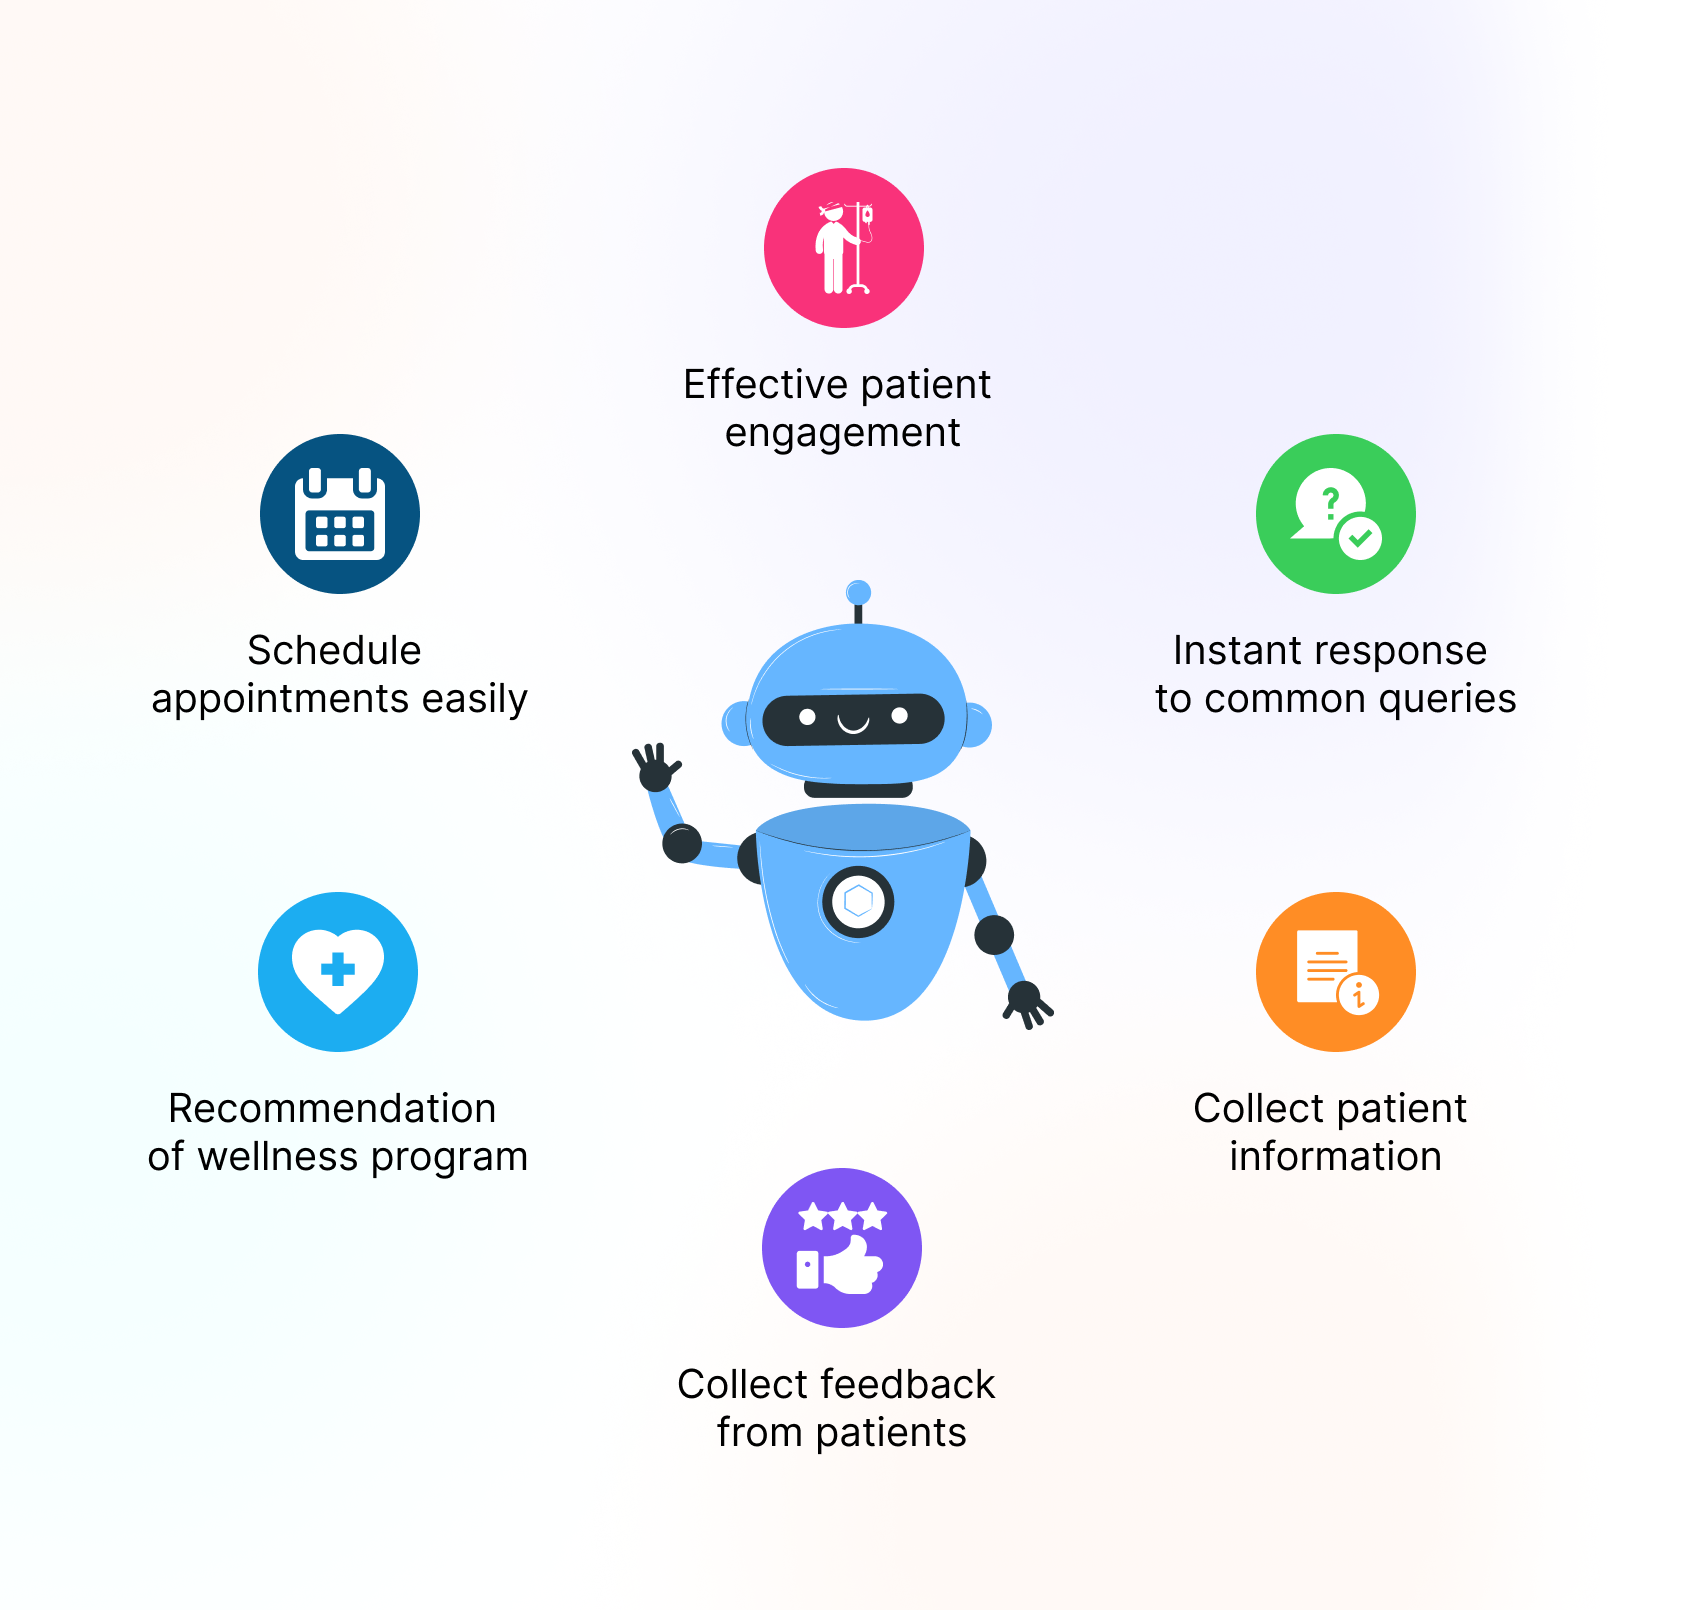 Effective patient
engagement
Schedule
appointments easily
Instant response
to common queries
Recommendation
of wellness program
Collect patient
information
Collect feedback
from patients